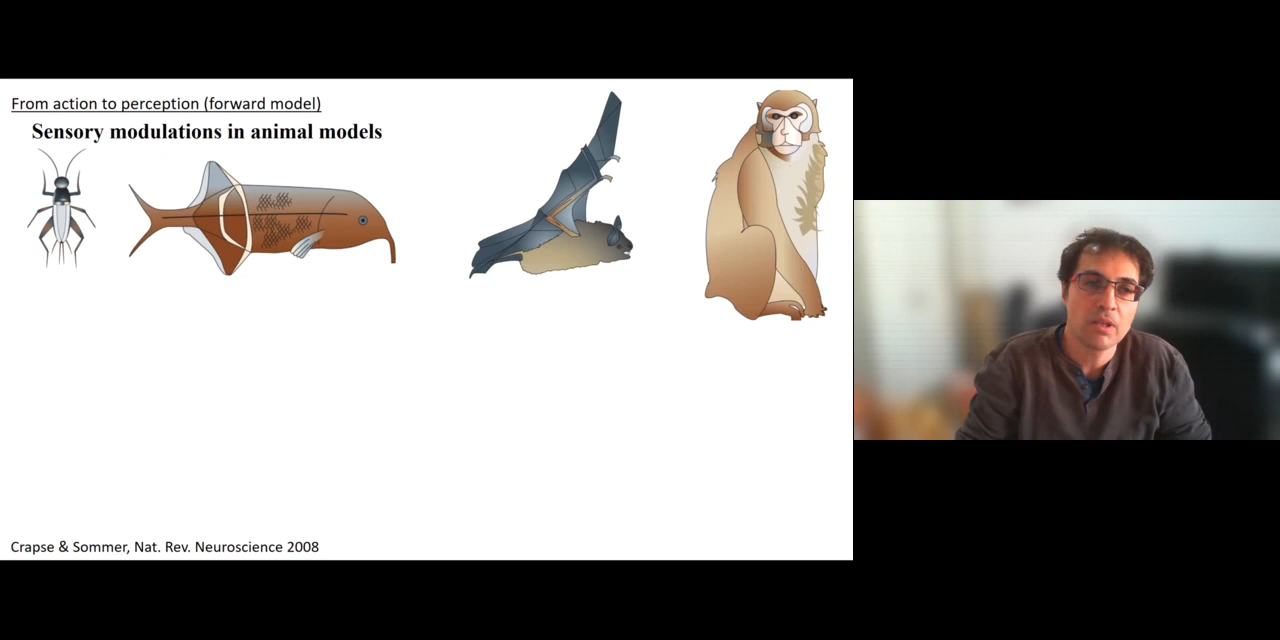 From action to perception (forward model)
Sensory modulations in animal models
Crapse & Sommer, Nat. Rev. Neuroscience 2008